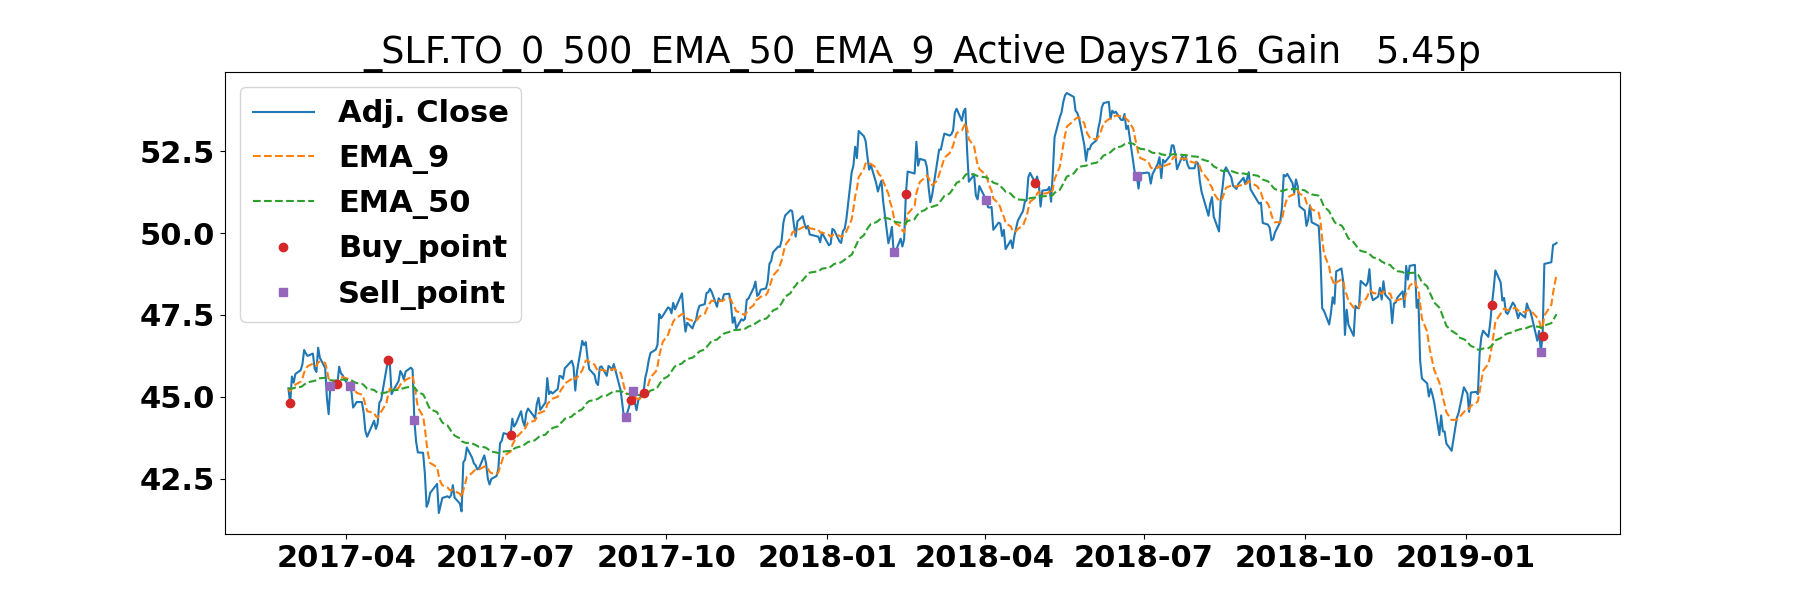 _SLF.TO_0_500_EMA_50_EMA_9_Active Days716_Gain   5.45p
Adj. Close
EMA_9
EMA_50
Buy_point
Sell_point
52.5
50.0
47.5
45.0
42.5
2017-04 2017-07 2017-10 2018-01 2018-04 2018-07 2018-10 2019-01